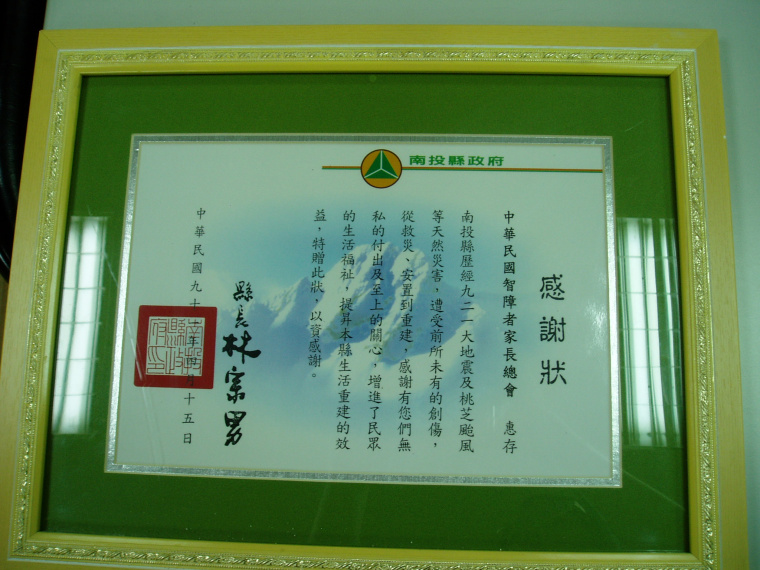 南投縣政府
感謝狀
中華民國智障者家長總會　惠存
南投縣歷經九二一大地震及桃芝颱風
等天然災害，遭受前所未有的創傷，
從救災、安置到重建，感謝有您們無
私的付出及至上的關心，增進了民眾
的生活福祉，提昇本縣生活重建的效
益，特贈此狀，以資感謝。
縣長 林宗男
中華民國九十 年 月十五日